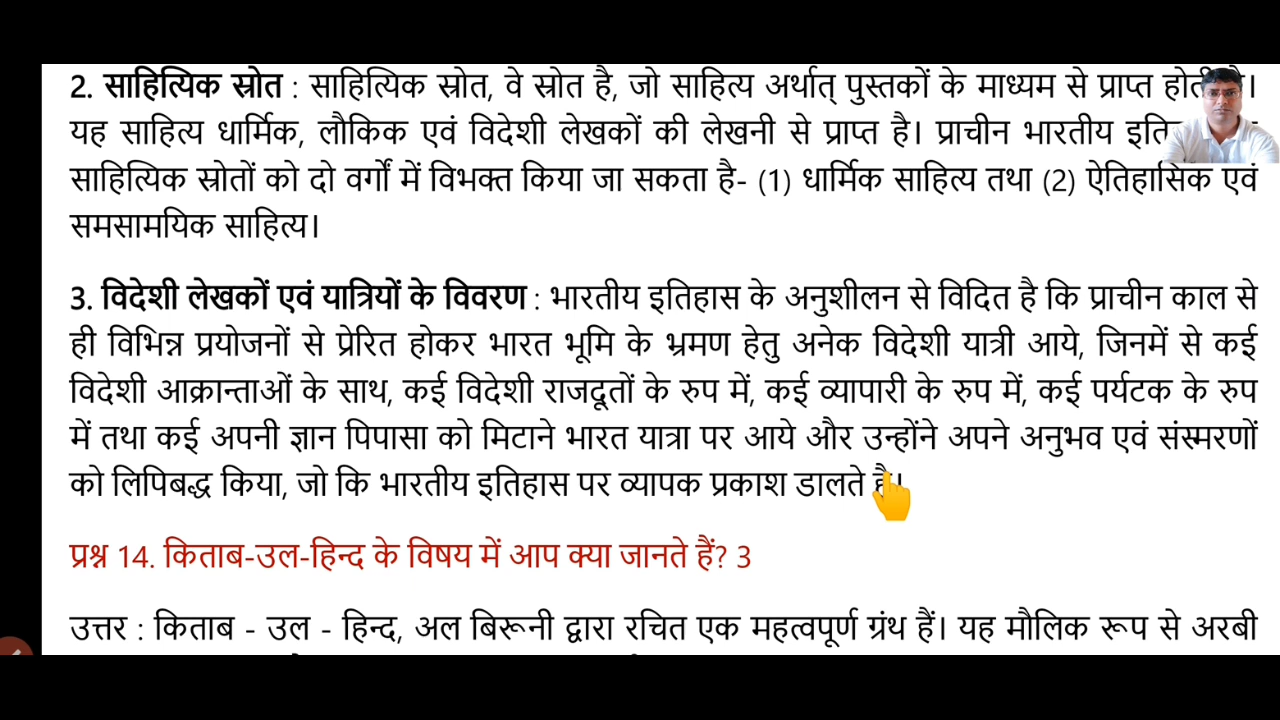 2. साहित्यिक स्रोत : साहित्यिक स्रोत, वे स्रोत है, जो साहित्य अर्थात् पुस्तकों के माध्यम से प्राप्त
यह साहित्य धार्मिक, लौकिक एवं विदेशी लेखकों की लेखनी से प्राप्त है। प्राचीन भारतीय
साहित्यिक स्रोतों को दो वर्गों में विभक्त किया जा सकता है- (1) धार्मिक साहित्य तथा (2) ऐतिहासिक एवं
समसामयिक साहित्य।
3. विदेशी लेखकों एवं यात्रियों के विवरण : भारतीय इतिहास के अनुशीलन से विदित है कि प्राचीन काल से
ही विभिन्न प्रयोजनों से प्रेरित होकर भारत भूमि के भ्रमण हेतु अनेक विदेशी यात्री आये, जिनमें से कई
विदेशी आक्रान्ताओं के साथ, कई विदेशी राजदूतों के रुप में, कई व्यापारी के रुप में, कई पर्यटक के रुप
में तथा कई अपनी ज्ञान पिपासा को मिटाने भारत यात्रा पर आये और उन्होंने अपने अनुभव एवं संस्मरणों
को लिपिबद्ध किया, जो कि भारतीय इतिहास पर व्यापक प्रकाश डालते है।
प्रश्न 14. किताब-उल-हिन्द के विषय में आप क्या जानते हैं? 3
उत्तर : किताब - उल - हिन्द, अल बिरूनी द्वारा रचित एक महत्वपूर्ण ग्रंथ हैं। यह मौलिक रूप से अरबी